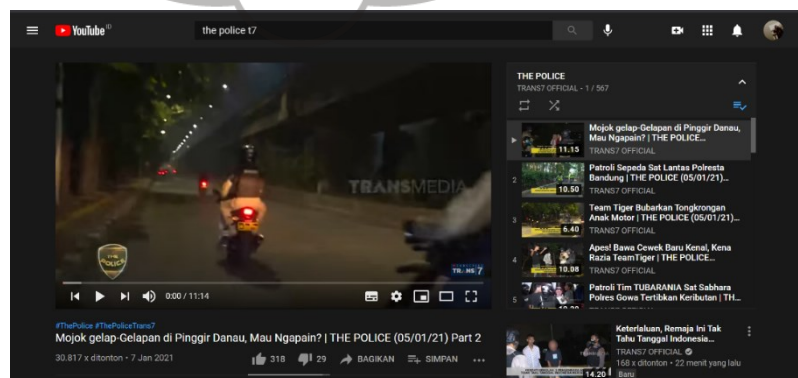 YouTube ID
the police t7
TRANSMEDIA
THE POLICE
TRANS 7
0:00 / 11:14
#ThePolice #ThePoliceTrans7
Mojok gelap-Gelapan di Pinggir Danau, Mau Ngapain? | THE POLICE (05/01/21) Part 2
30.817 x ditonton • 7 Jan 2021
318
29
BAGIKAN
SIMPAN
THE POLICE
TRANS7 OFFICIAL - 1 / 567
Mojok gelap-Gelapan di Pinggir Danau,
Mau Ngapain? | THE POLICE...
TRANS7 OFFICIAL
11.15
2
Patroli Sepeda Sat Lantas Polresta
Bandung | THE POLICE (05/01/21)...
TRANS7 OFFICIAL
10.50
3
Team Tiger Bubarkan Tongkrongan
Anak Motor | THE POLICE (05/01/21)...
TRANS7 OFFICIAL
6.40
4
Apes! Bawa Cewek Baru Kenal, Kena
Razia TeamTiger | THE POLICE...
TRANS7 OFFICIAL
10.08
5
Patroli Tim TUBARANIA Sat Sabhara
Polres Gowa Tertibkan Keributan | TH...
Keterlaluan, Remaja Ini Tak
Tahu Tanggal Indonesia...
TRANS7 OFFICIAL
168 x ditonton • 22 menit yang lalu
Baru
14.20